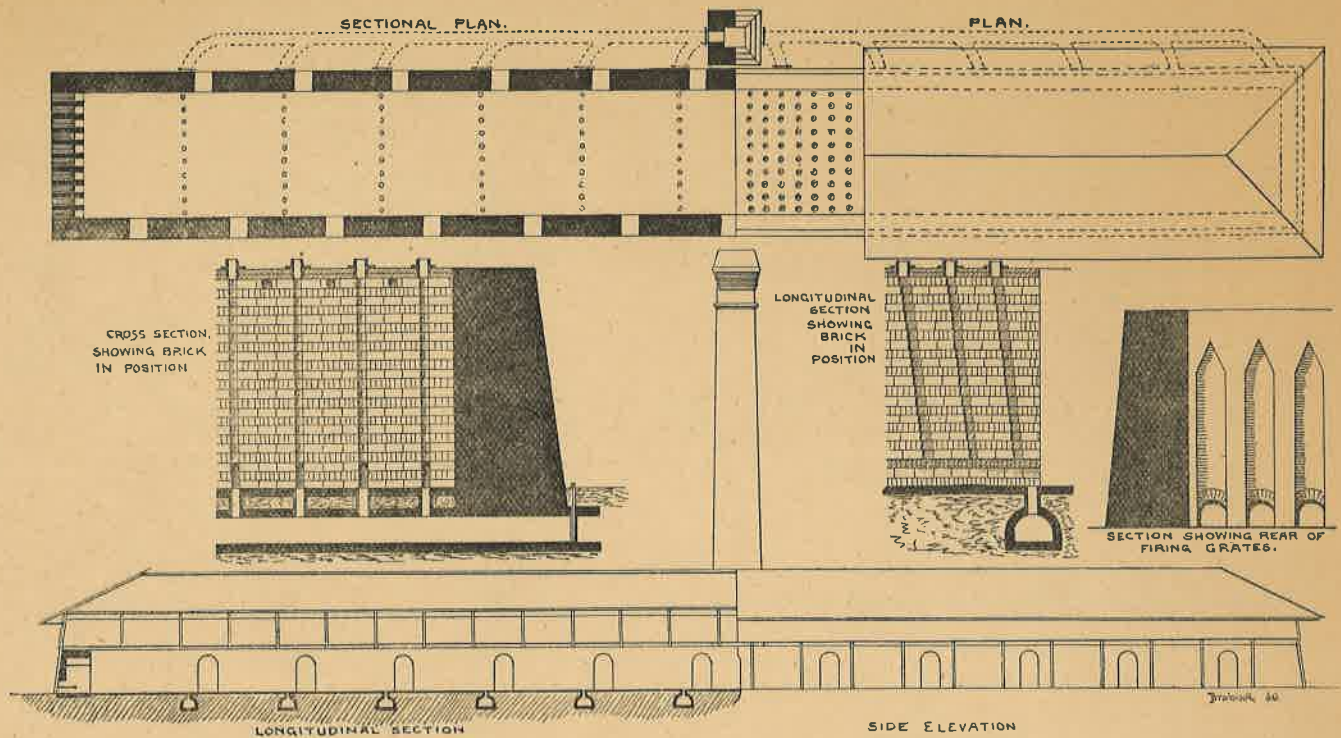 SECTIONAL PLAN.
PLAN.
CROSS SECTION,
SHOWING BRICK
IN POSITION
LONGITUDINAL
SECTION
SHOWING
BRICK
IN
POSITION
SECTION SHOWING REAR OF
FIRING GRATES.
LONGITUDINAL SECTION
SIDE ELEVATION